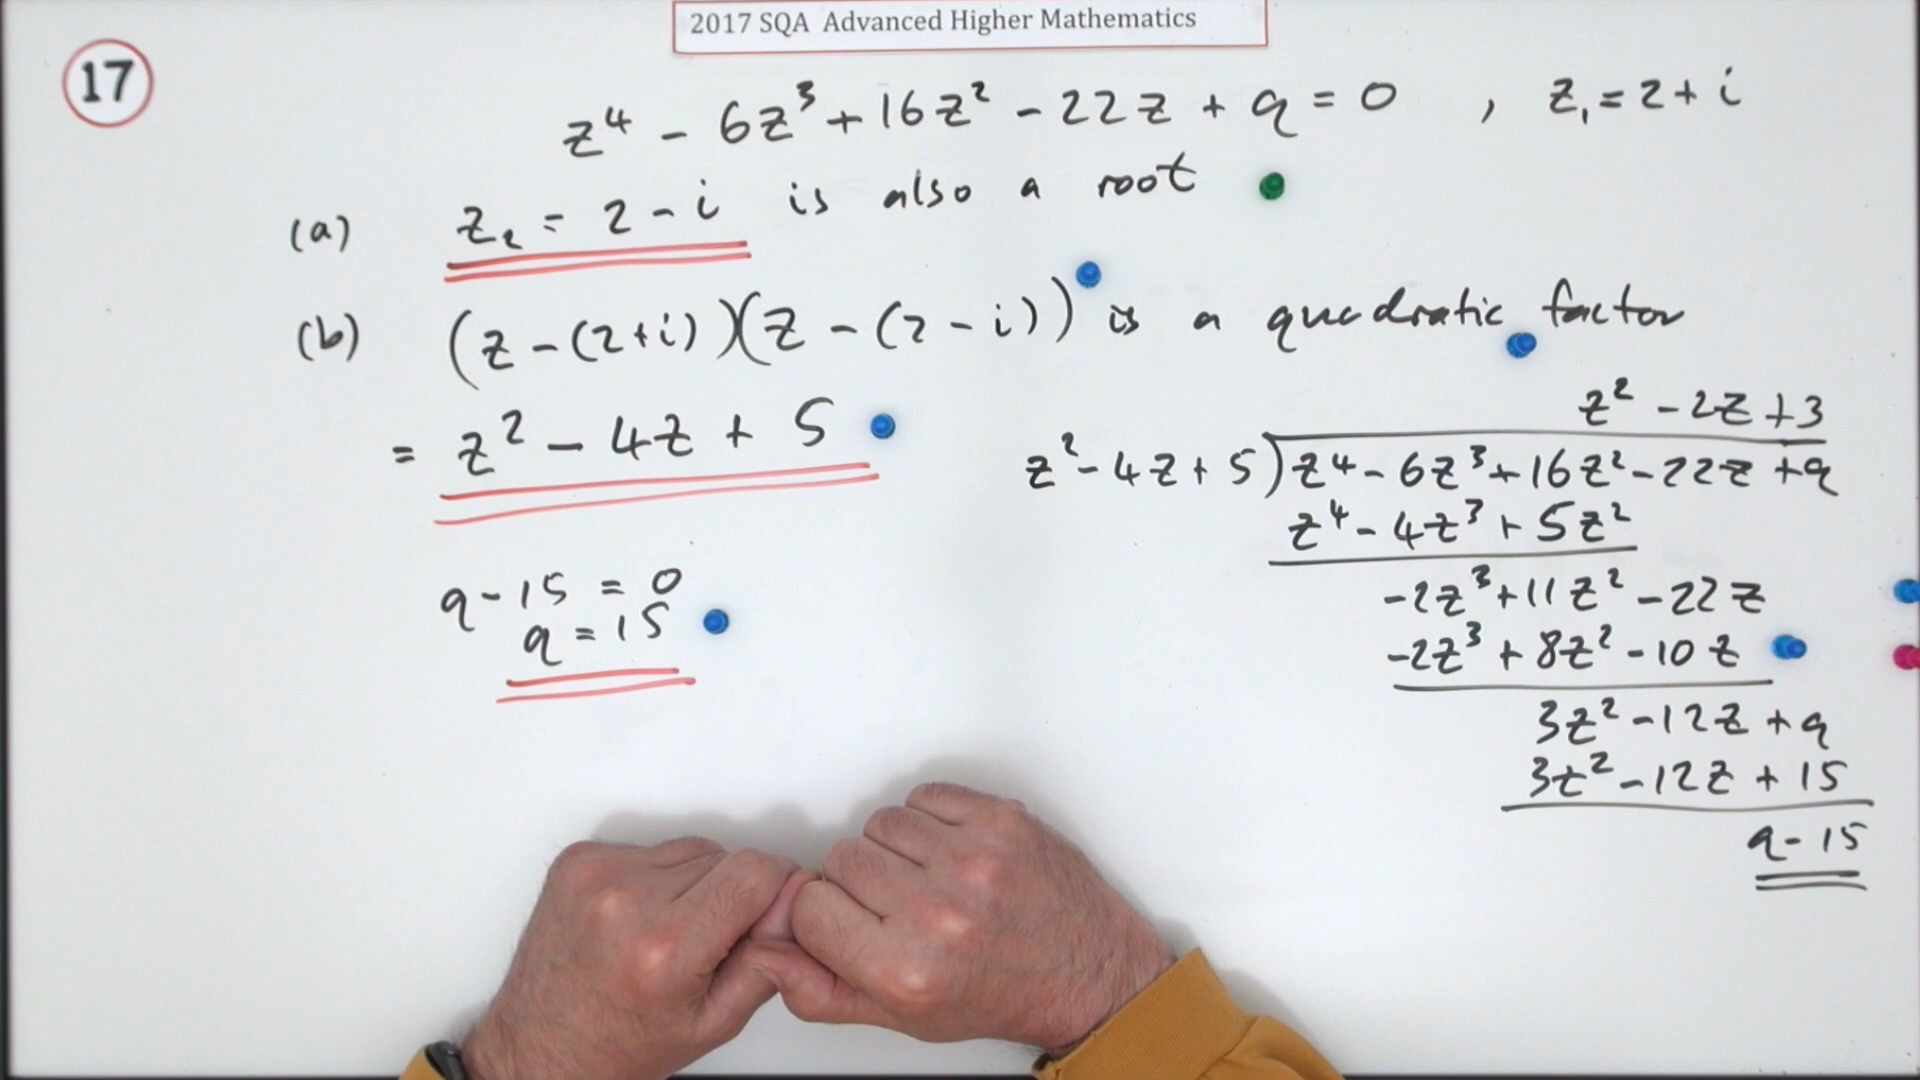 2017 SQA Advanced Higher Mathematics
17
z⁴ - 6z³ + 16z² - 22z + q = 0 , z₁ = 2 + i
(a) z₂ = 2 - i is also a root
(b) (z - (2+i))(z - (2 - i)) is a quadratic factor
= z² - 4z + 5
q - 15 = 0
q = 15
z² - 2z + 3
z² - 4z + 5 ) z⁴ - 6z³ + 16z² - 22z + q
z⁴ - 4z³ + 5z²
-2z³ + 11z² - 22z
-2z³ + 8z² - 10z
3z² - 12z + q
3z² - 12z + 15
q - 15